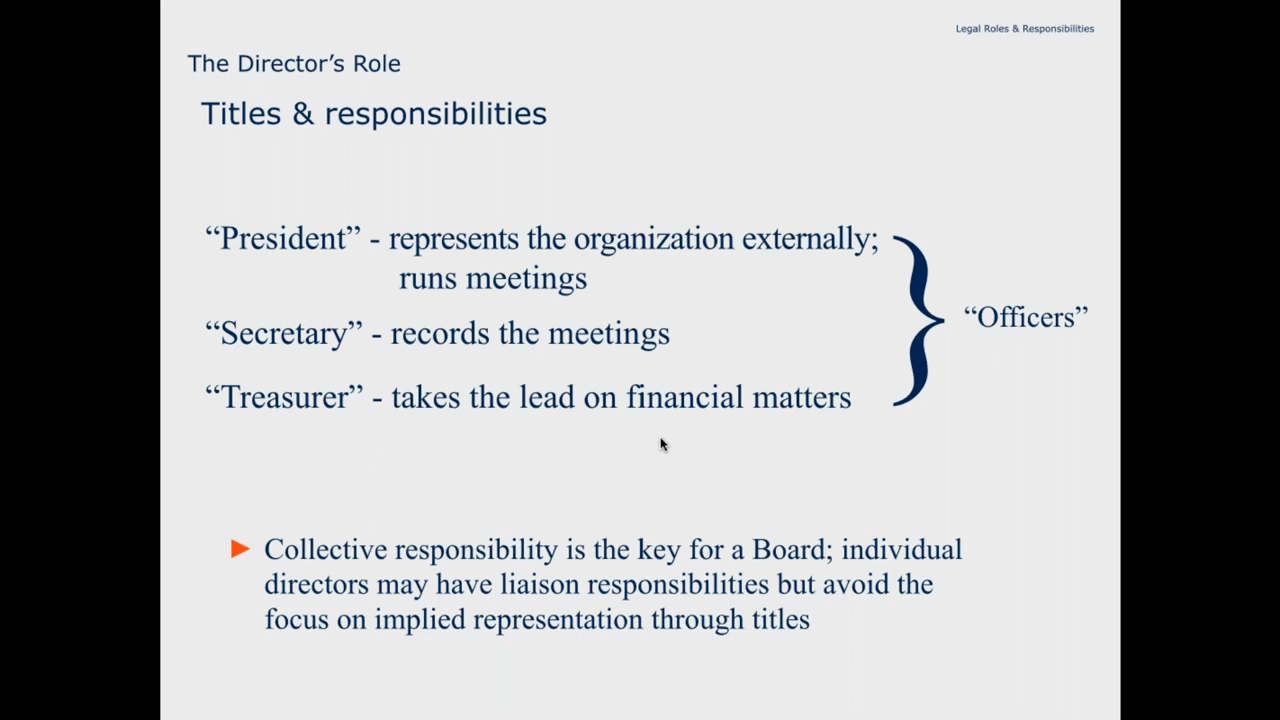 Legal Roles & Responsibilities
The Director’s Role
Titles & responsibilities
“President” - represents the organization externally;
runs meetings
“Secretary” - records the meetings
“Treasurer” - takes the lead on financial matters
“Officers”
► Collective responsibility is the key for a Board; individual
directors may have liaison responsibilities but avoid the
focus on implied representation through titles